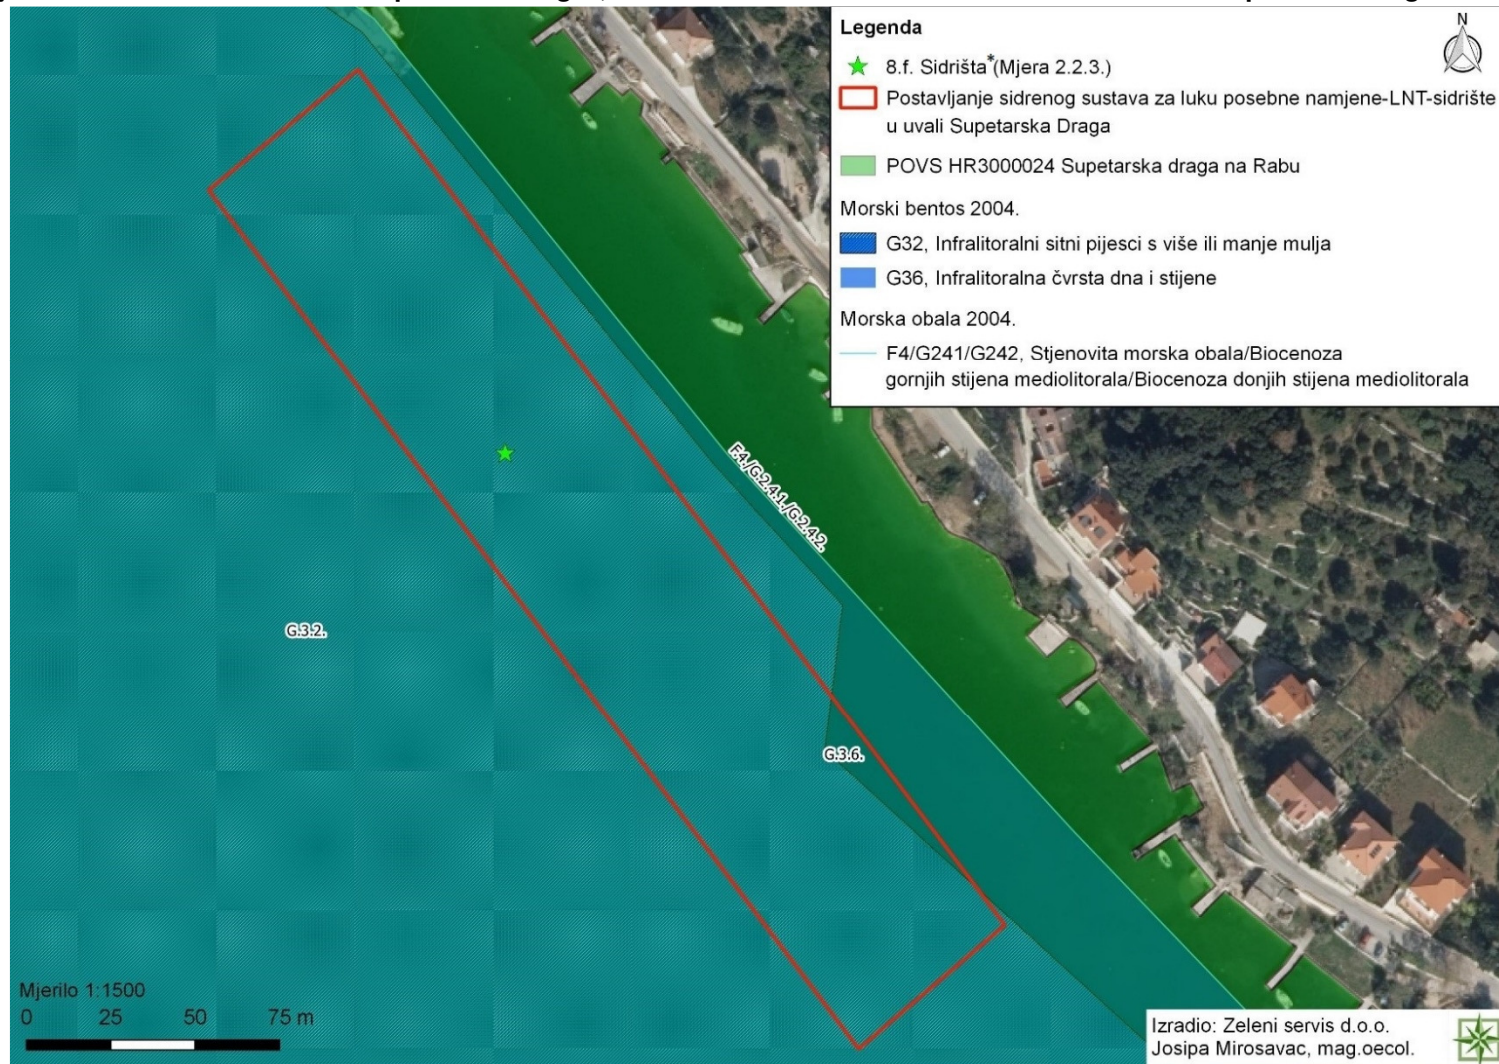 Legenda
N
8.f. Sidrišta*(Mjera 2.2.3.)
Postavljanje sidrenog sustava za luku posebne namjene-LNT-sidrište
u uvali Supetarska Draga
POVS HR3000024 Supetarska draga na Rabu
Morski bentos 2004.
G32, Infralitoralni sitni pijesci s više ili manje mulja
G36, Infralitoralna čvrsta dna i stijene
Morska obala 2004.
F4/G241/G242, Stjenovita morska obala/Biocenoza
gornjih stijena mediolitorala/Biocenoza donjih stijena mediolitorala
F.4./G.2.4.1./G.2.4.2.
G.3.2.
G.3.6.
Mjerilo 1:1500
0 25 50 75 m
Izradio: Zeleni servis d.o.o.
Josipa Mirosavac, mag.oecol.